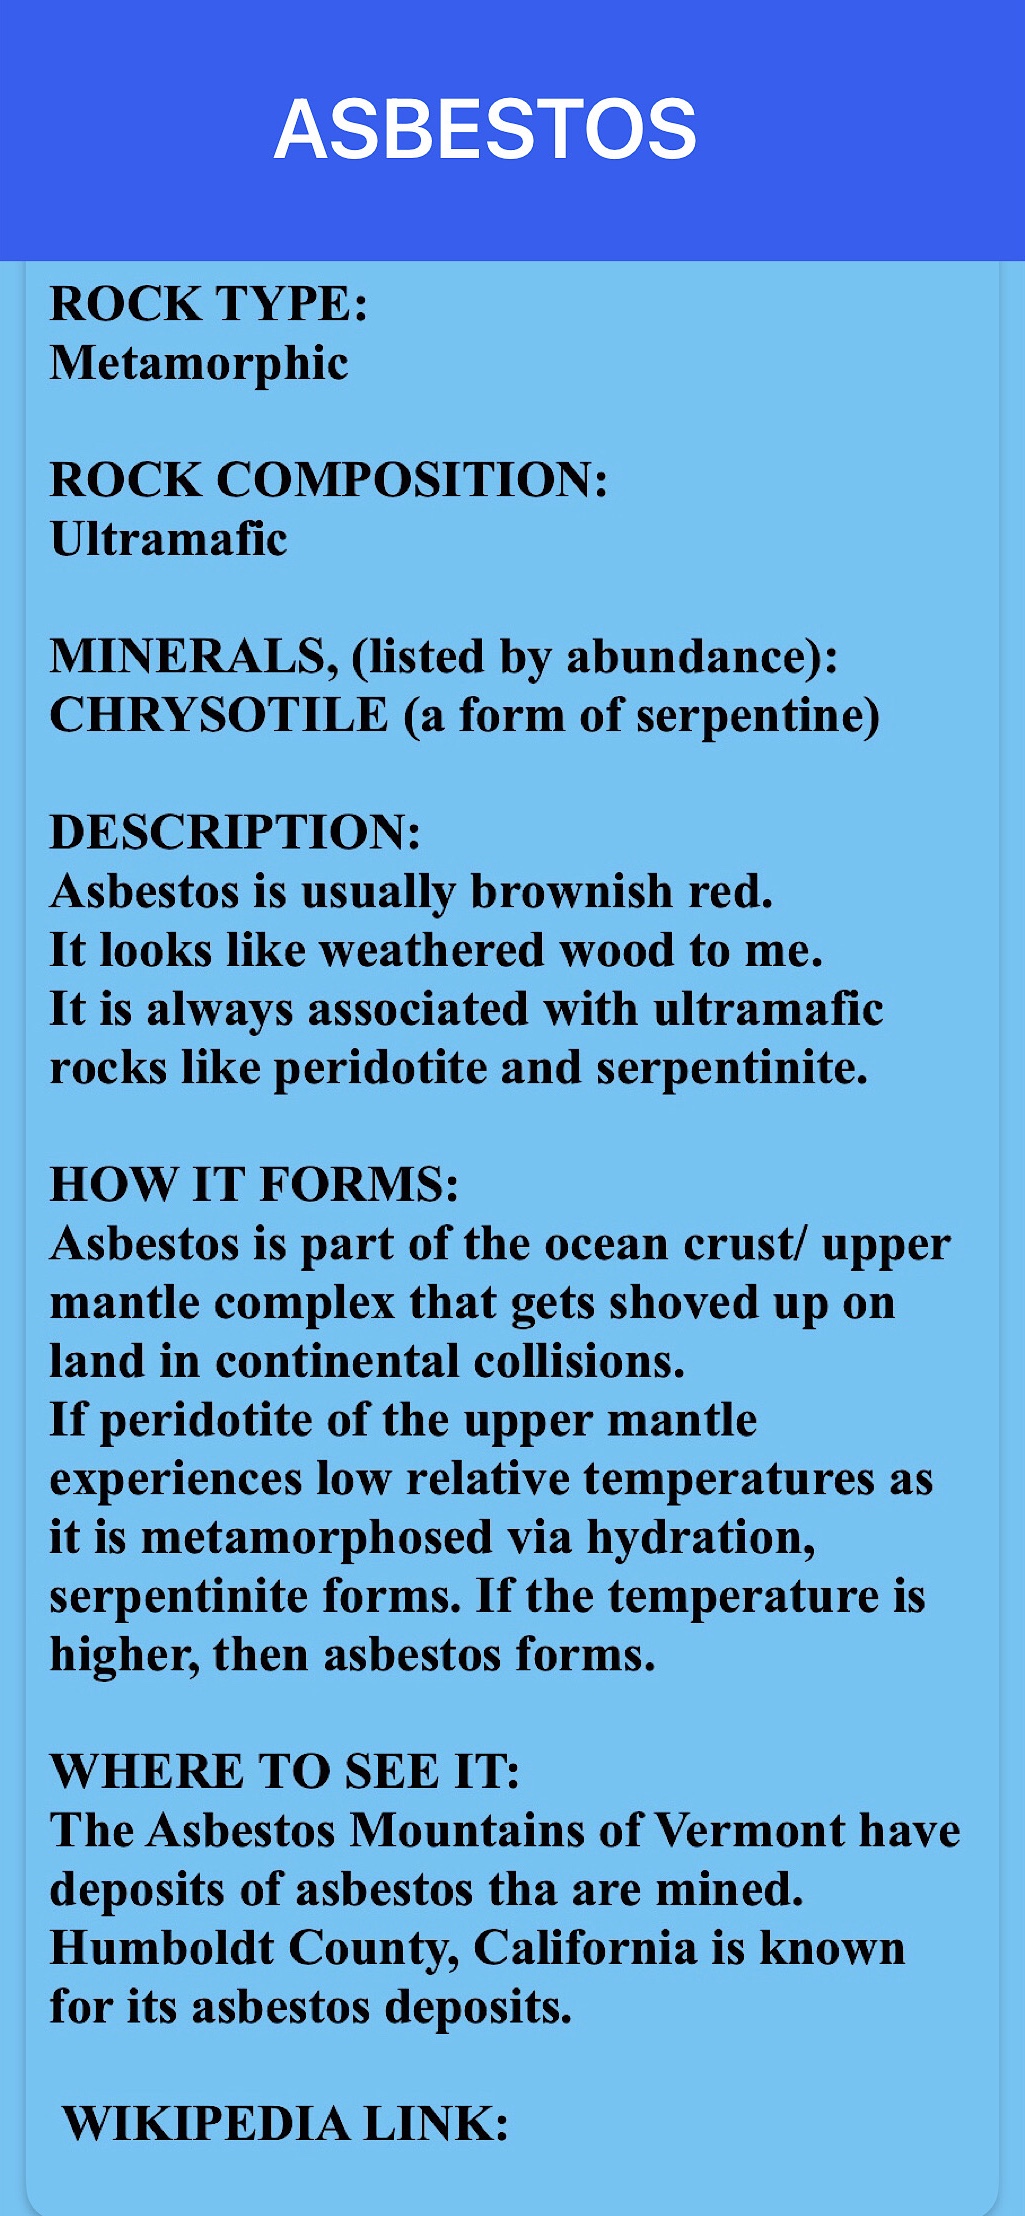 ASBESTOS
ROCK TYPE:
Metamorphic
ROCK COMPOSITION:
Ultramafic
MINERALS, (listed by abundance):
CHRYSOTILE (a form of serpentine)
DESCRIPTION:
Asbestos is usually brownish red.
It looks like weathered wood to me.
It is always associated with ultramafic
rocks like peridotite and serpentinite.
HOW IT FORMS:
Asbestos is part of the ocean crust/ upper
mantle complex that gets shoved up on
land in continental collisions.
If peridotite of the upper mantle
experiences low relative temperatures as
it is metamorphosed via hydration,
serpentinite forms. If the temperature is
higher, then asbestos forms.
WHERE TO SEE IT:
The Asbestos Mountains of Vermont have
deposits of asbestos tha are mined.
Humboldt County, California is known
for its asbestos deposits.
WIKIPEDIA LINK: